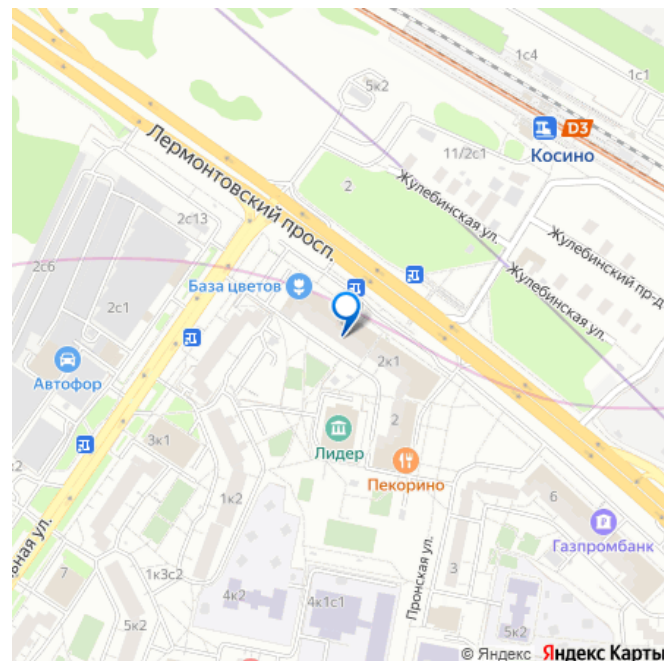 1с4
1с1
5к2
D3
Косино
11/2с1
Лермонтовский просп.
2
Жулебинская ул.
Жулебинский пр-д
2с13
2с6
База цветов
Жулебинская ул.
2с1
Автофор
2к1
2
3к1
Лидер
Пекорино
к2
1к2
6
Газпромбанк
льная ул.
Пронская ул.
7
1к3с2
3
4к2
4к1с1
5к2
5к2
© Яндекс Яндекс Карты